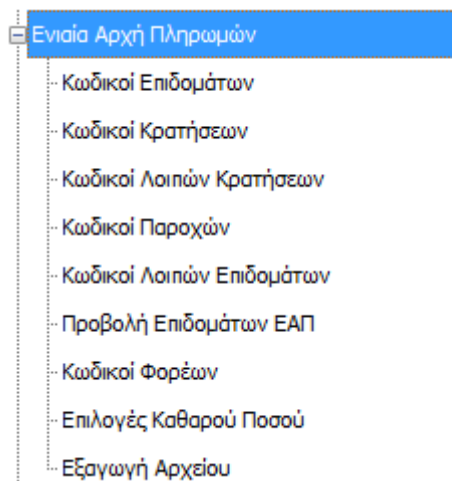 Ενιαία Αρχή Πληρωμών
Κωδικοί Επιδομάτων
Κωδικοί Κρατήσεων
Κωδικοί Λοιπών Κρατήσεων
Κωδικοί Παροχών
Κωδικοί Λοιπών Επιδομάτων
Προβολή Επιδομάτων ΕΑΠ
Κωδικοί Φορέων
Επιλογές Καθαρού Ποσού
Εξαγωγή Αρχείου